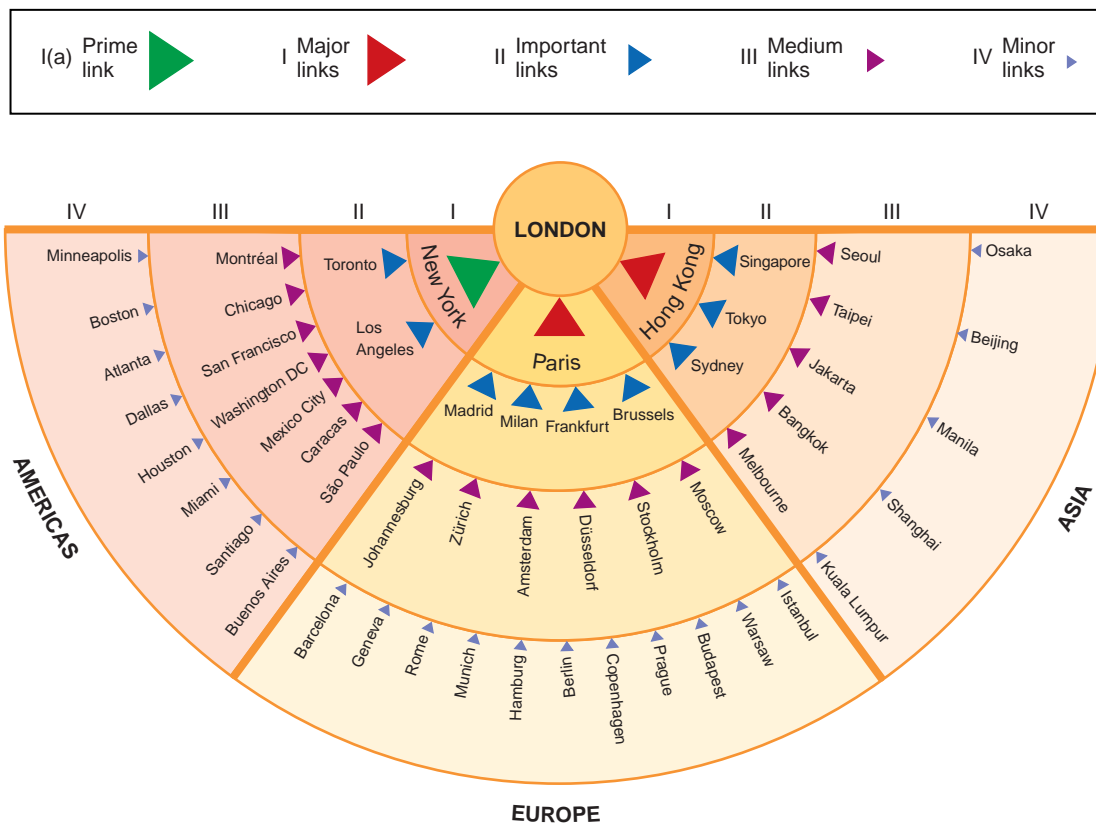 I(a) Prime
link
I Major
links
II Important
links
III Medium
links
IV Minor
links
IV III II I LONDON I II III IV
Minneapolis
Boston
Atlanta
Dallas
Houston
Miami
Santiago
Buenos Aires
Montréal
Chicago
San Francisco
Washington DC
Mexico City
Caracas
São Paulo
Toronto
Los
Angeles
New York
AMERICAS
Paris
Madrid
Milan
Frankfurt
Brussels
Johannesburg
Zürich
Amsterdam
Düsseldorf
Stockholm
Moscow
Barcelona
Geneva
Rome
Munich
Hamburg
Berlin
Copenhagen
Prague
Budapest
Warsaw
Istanbul
EUROPE
Hong Kong
Singapore
Tokyo
Sydney
Seoul
Taipei
Jakarta
Bangkok
Melbourne
Osaka
Beijing
Manila
Shanghai
Kuala Lumpur
ASIA